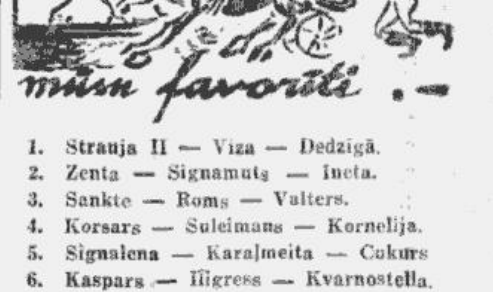 mūsu favorīti . —
1. Strauja II — Viza — Dedzīgā.
2. Zenta — Signamuts — Ineta.
3. Sankte — Roms — Valters.
4. Korsars — Suleimans — Kornelija.
5. Signalena — Karaļmeita — Cukurs
6. Kaspars — — Kvarnostella.